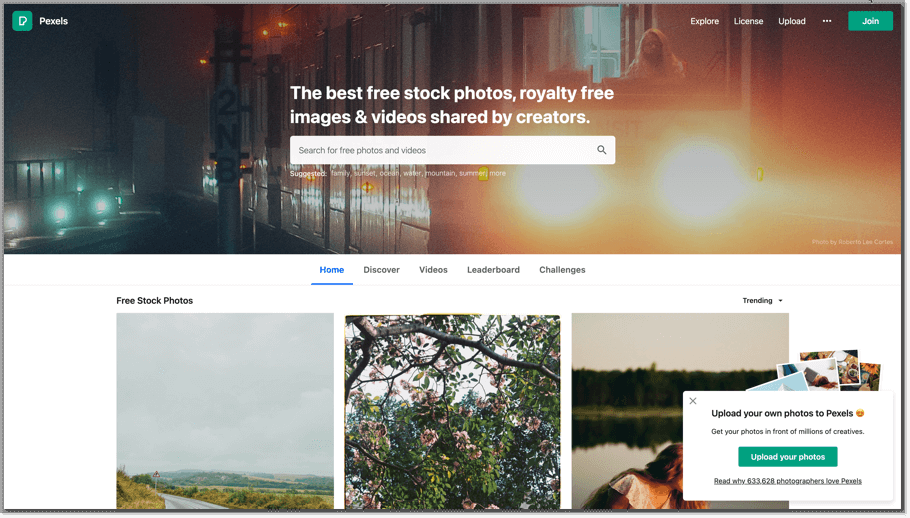 Pexels
Explore License Upload ••• Join
The best free stock photos, royalty free
images & videos shared by creators.
Search for free photos and videos
Suggested: family, sunset, ocean, water, mountain, summer, more
Photo by Roberto Lee Cortes
Home Discover Videos Leaderboard Challenges
Free Stock Photos
Trending
Upload your own photos to Pexels 😍
Get your photos in front of millions of creatives.
Upload your photos
Read why 633,628 photographers love Pexels